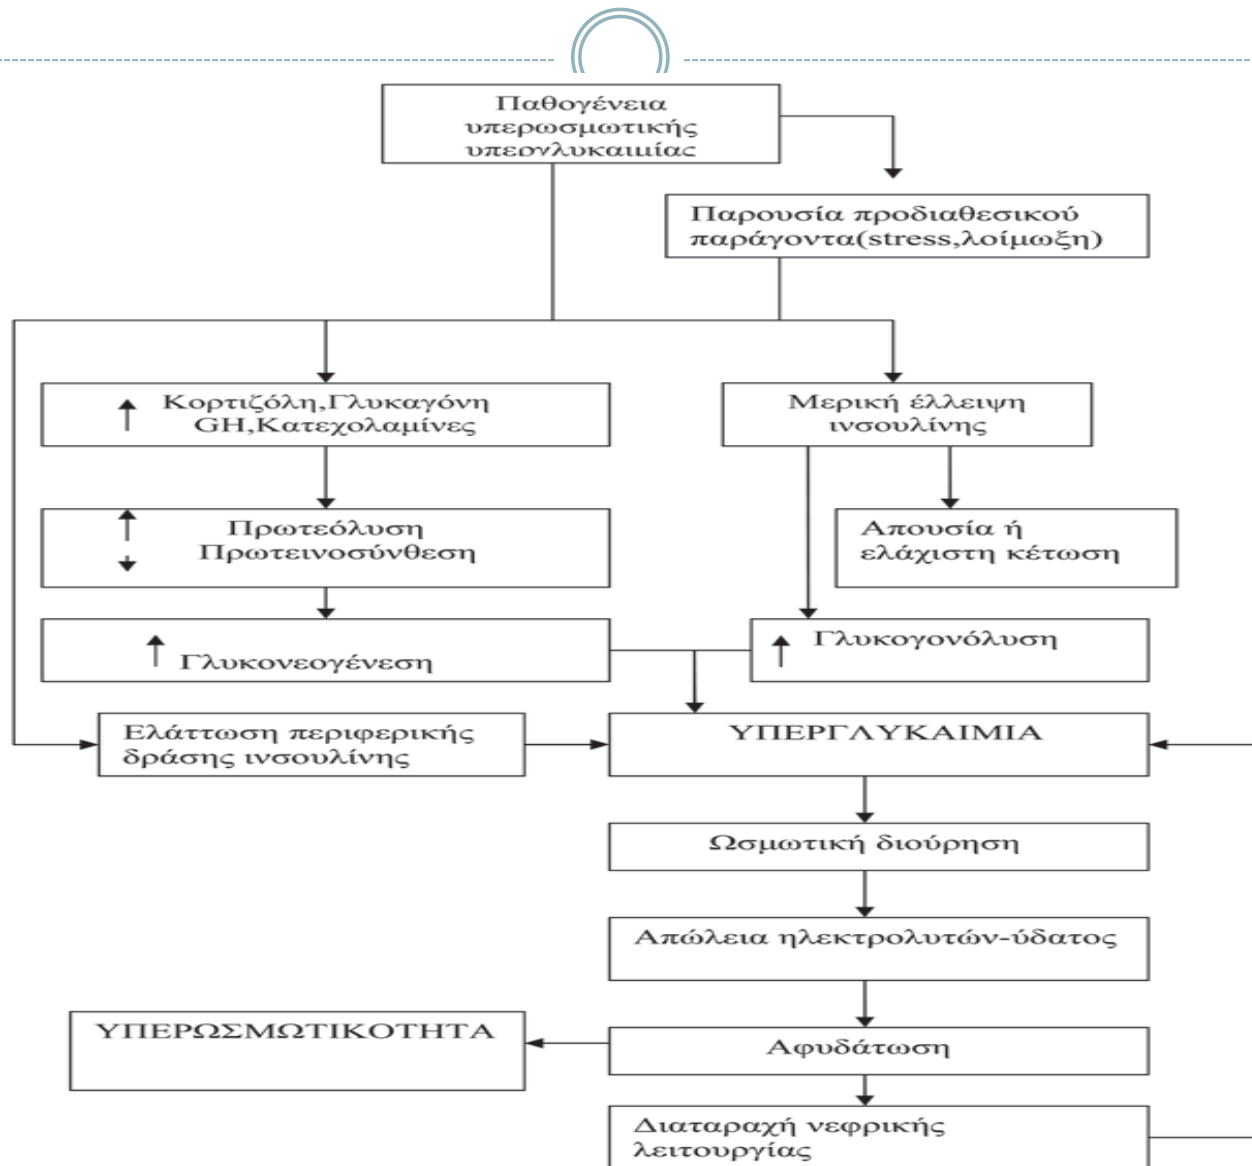 Παθογένεια
υπερωσμωτικής
υπεργλυκαιμίας
Παρουσία προδιαθεσικού
παράγοντα(stress,λοίμωξη)
Κορτιζόλη,Γλυκαγόνη
GH,Κατεχολαμίνες
Μερική έλλειψη
ινσουλίνης
Πρωτεόλυση
Πρωτεινοσύνθεση
Απουσία ή
ελάχιστη κέτωση
Γλυκονεογένεση
Γλυκογονόλυση
Ελάττωση περιφερικής
δράσης ινσουλίνης
ΥΠΕΡΓΛΥΚΑΙΜΙΑ
Ωσμωτική διούρηση
Απώλεια ηλεκτρολυτών-ύδατος
ΥΠΕΡΩΣΜΩΤΙΚΟΤΗΤΑ
Αφυδάτωση
Διαταραχή νεφρικής
λειτουργίας